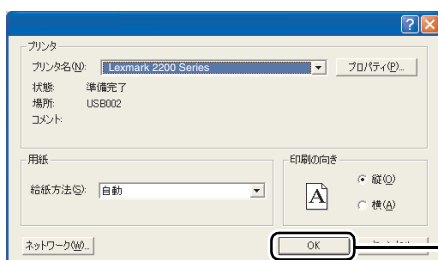 プリンタ
プリンタ名(N): Lexmark 2200 Series プロパティ(P)...
状態: 準備完了
場所: USB002
コメント:
用紙
給紙方法(S): 自動
印刷の向き
A
縦(O)
横(A)
ネットワーク(W)... OK